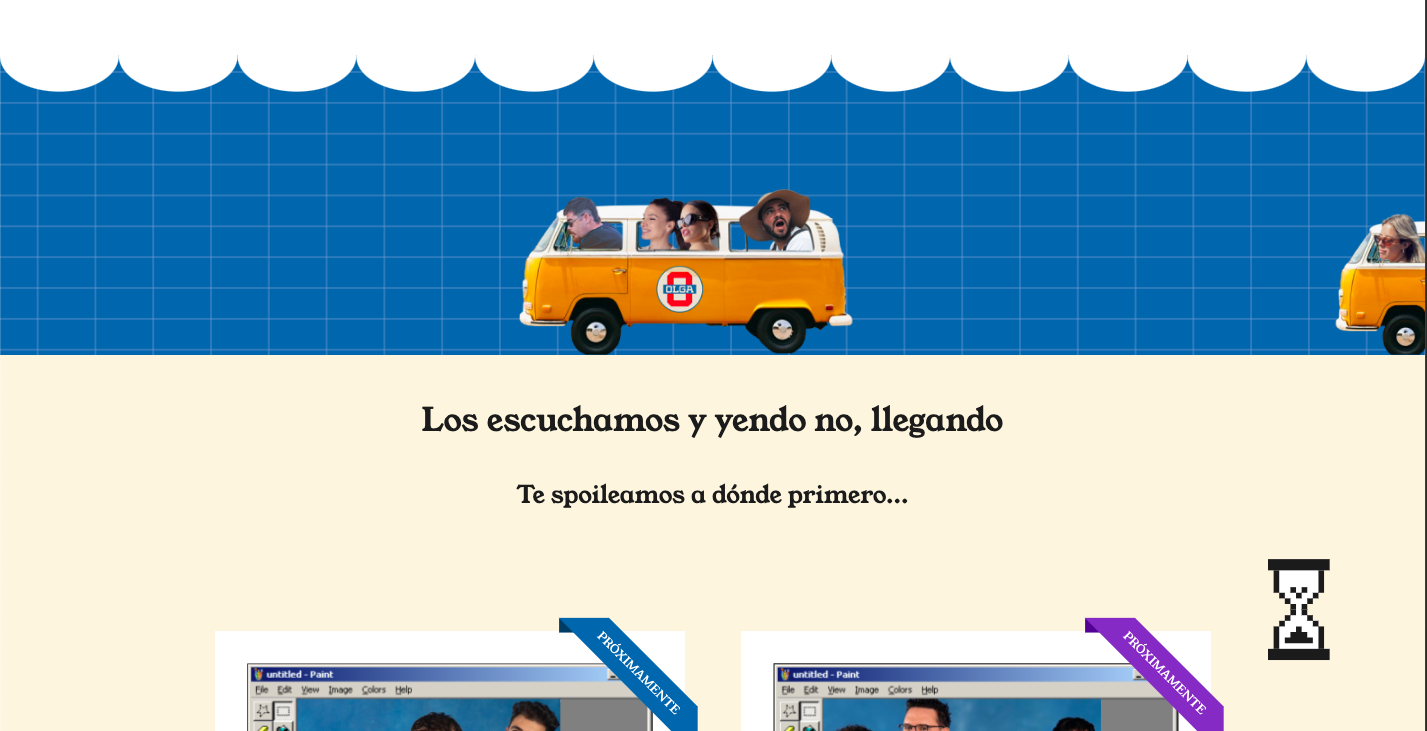 OLGA
Los escuchamos y yendo no, llegando
Te spoileamos a dónde primero...
PRÓXIMAMENTE
untitled - Paint
File Edit View Image Colors Help
PRÓXIMAMENTE
untitled - Paint
File Edit View Image Colors Help